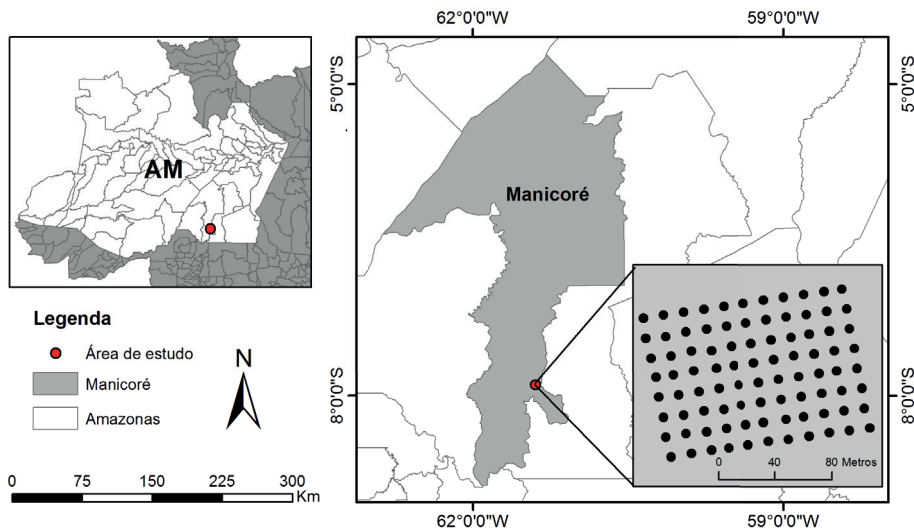 62°0'0"W 59°0'0"W
5°0'0"S 5°0'0"S
AM
Manicoré
Legenda
Área de estudo
Manicoré
Amazonas
N
0 75 150 225 300
Km
8°0'0"S 8°0'0"S
0 40 80 Metros
62°0'0"W 59°0'0"W